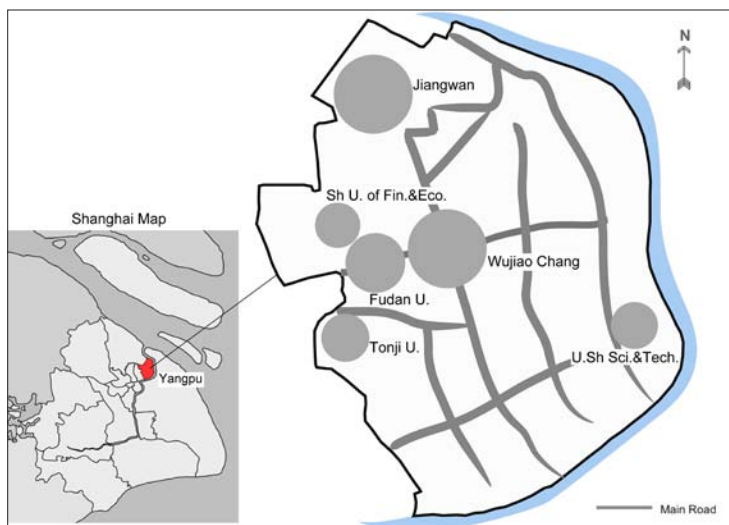 N
Jiangwan
Sh U. of Fin.&Eco.
Shanghai Map
Wujiao Chang
Fudan U.
Tonji U.
U.Sh Sci.&Tech.
Yangpu
Main Road